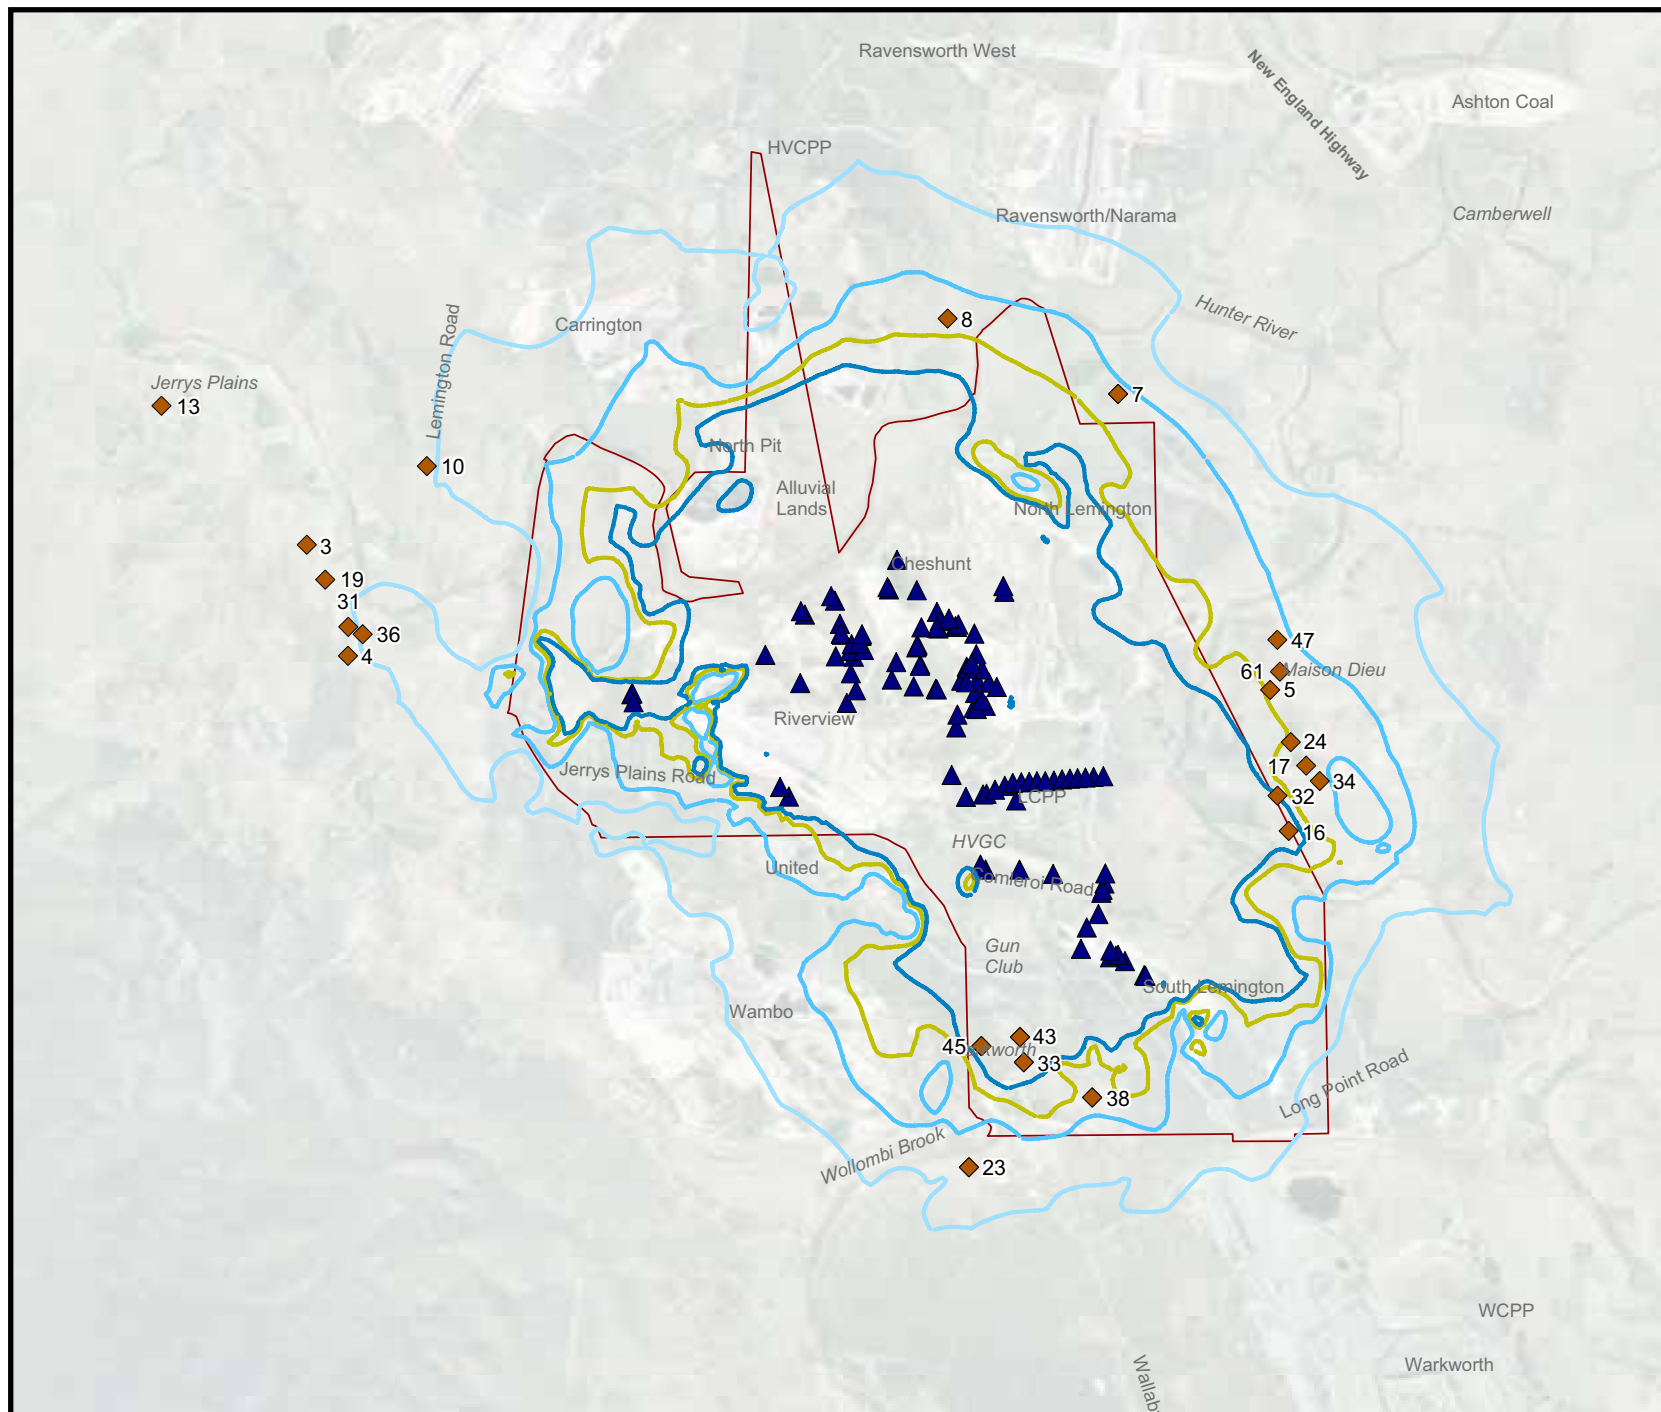 Ravensworth West
New England Highway
Ashton Coal
HVCPP
Ravensworth/Narama
Camberwell
Hunter River
Carrington
8
Lemington Road
Jerrys Plains
13
7
10
North Pit
Alluvial
Lands
North Lemington
3
Cheshunt
19
31
36
4
47
61
Maison Dieu
5
Riverview
24
17
34
Jerrys Plains Road
LCPP
32
16
HVGC
United
Comleroi Road
Gun
Club
South Lemington
Wambo
43
45
33
38
Long Point Road
Wollombi Brook
23
WCPP
Warkworth